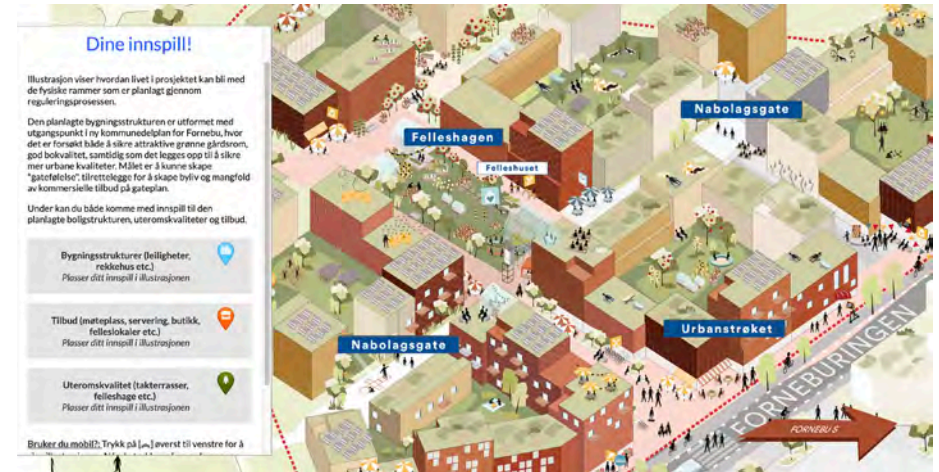 Dine innspill!
Illustrasjon viser hvordan livet i prosjektet kan bli med
de fysiske rammer som er planlagt gjennom
reguleringsprosessen.
Den planlagte bygningsstrukturen er utformet med
utgangspunkt i ny kommunedelplan for Fornebu, hvor
det er forsøkt både å sikre attraktive grønne gårdsrom,
god bokvalitet, samtidig som det legges opp til å sikre
mer urbane kvaliteter. Målet er å kunne skape
"gatefølelse", tilrettelegge for å skape byliv og mangfold
av kommersielle tilbud på gateplan.
Under kan du både komme med innspill til den
planlagte boligstrukturen, uteromskvaliteter og tilbud.
Bygningsstrukturer (leiligheter,
rekkehus etc.)
Plasser ditt innspill i illustrasjonen
Tilbud (møteplass, servering, butikk,
felleslokaler etc.)
Plasser ditt innspill i illustrasjonen
Uteromskvalitet (takterrasser,
felleshage etc.)
Plasser ditt innspill i illustrasjonen
Bruker du mobil?: Trykk på [ ] øverst til venstre for å
Nabolagsgate
Felleshagen
Felleshuset
Urbanstrøket
Nabolagsgate
FORNEBURINGEN
FORNEBU S